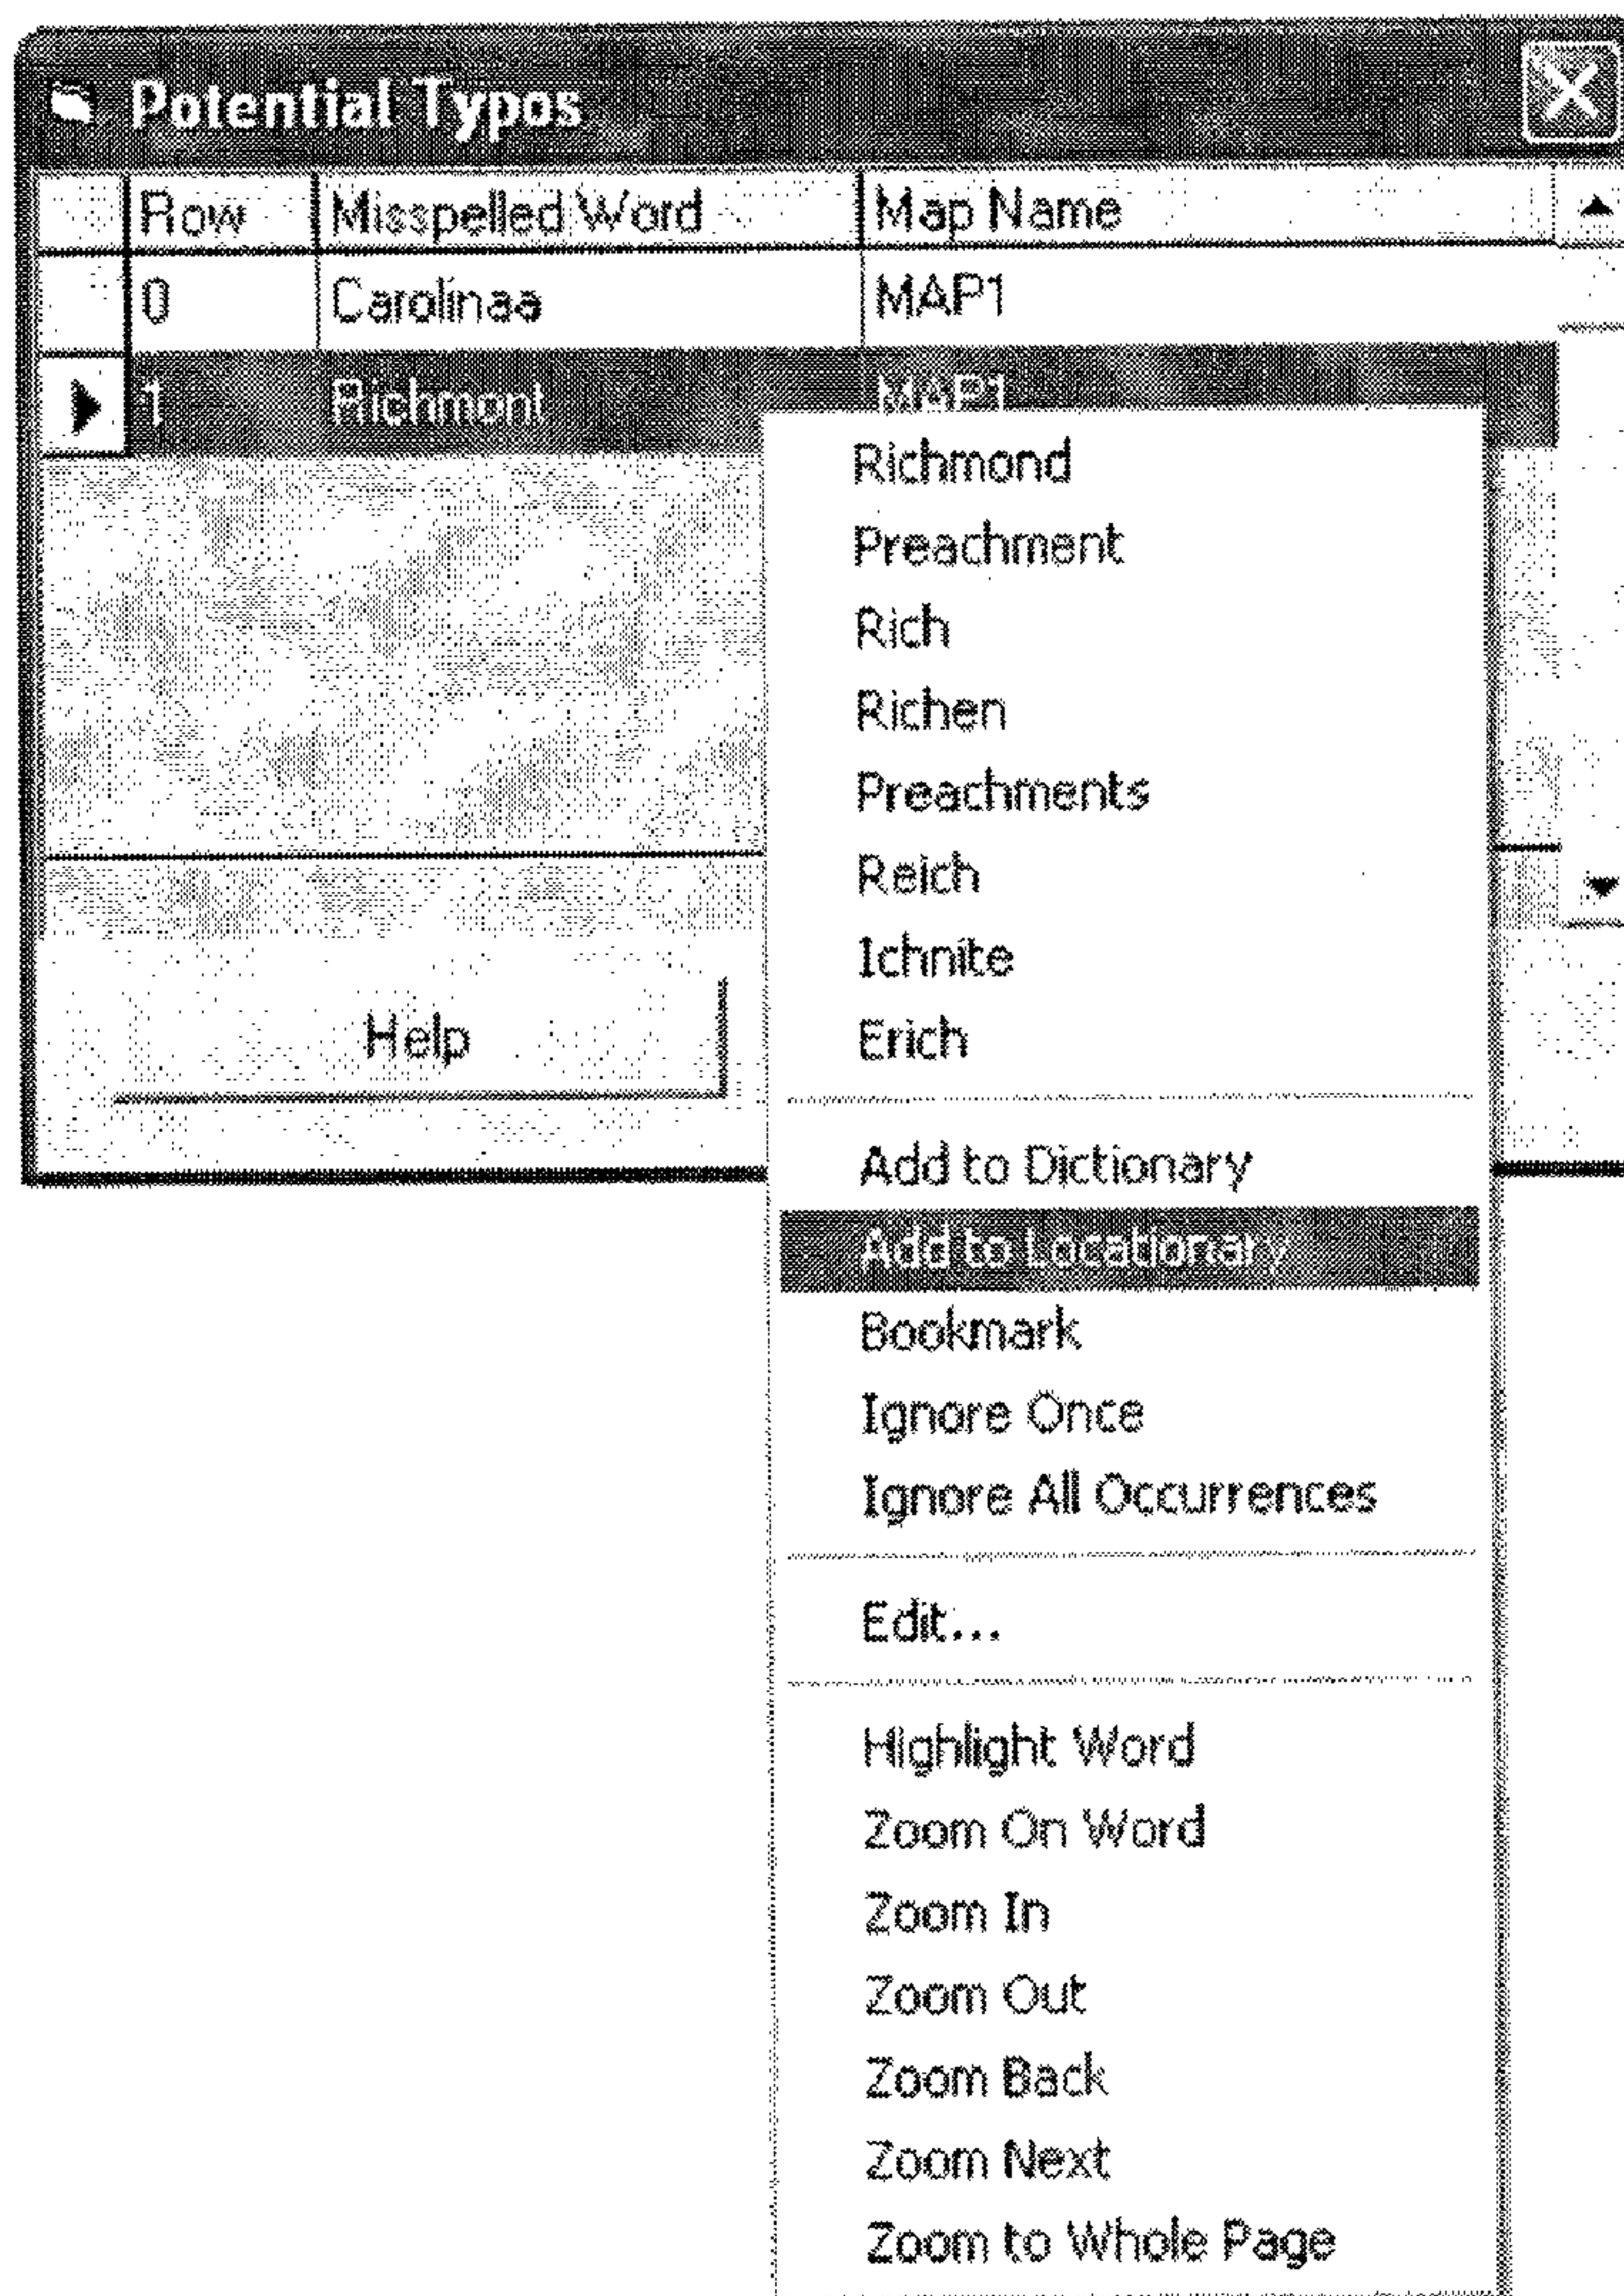 Potential Typos
Row Misspelled Word Map Name
0 Carolinaa MAP1
1 Richmont MAP1
Richmond
Preachment
Rich
Richen
Preachments
Reich
Ichnite
Erich
Help
Add to Dictionary
Add to Locationary
Bookmark
Ignore Once
Ignore All Occurrences
Edit...
Highlight Word
Zoom On Word
Zoom In
Zoom Out
Zoom Back
Zoom Next
Zoom to Whole Page